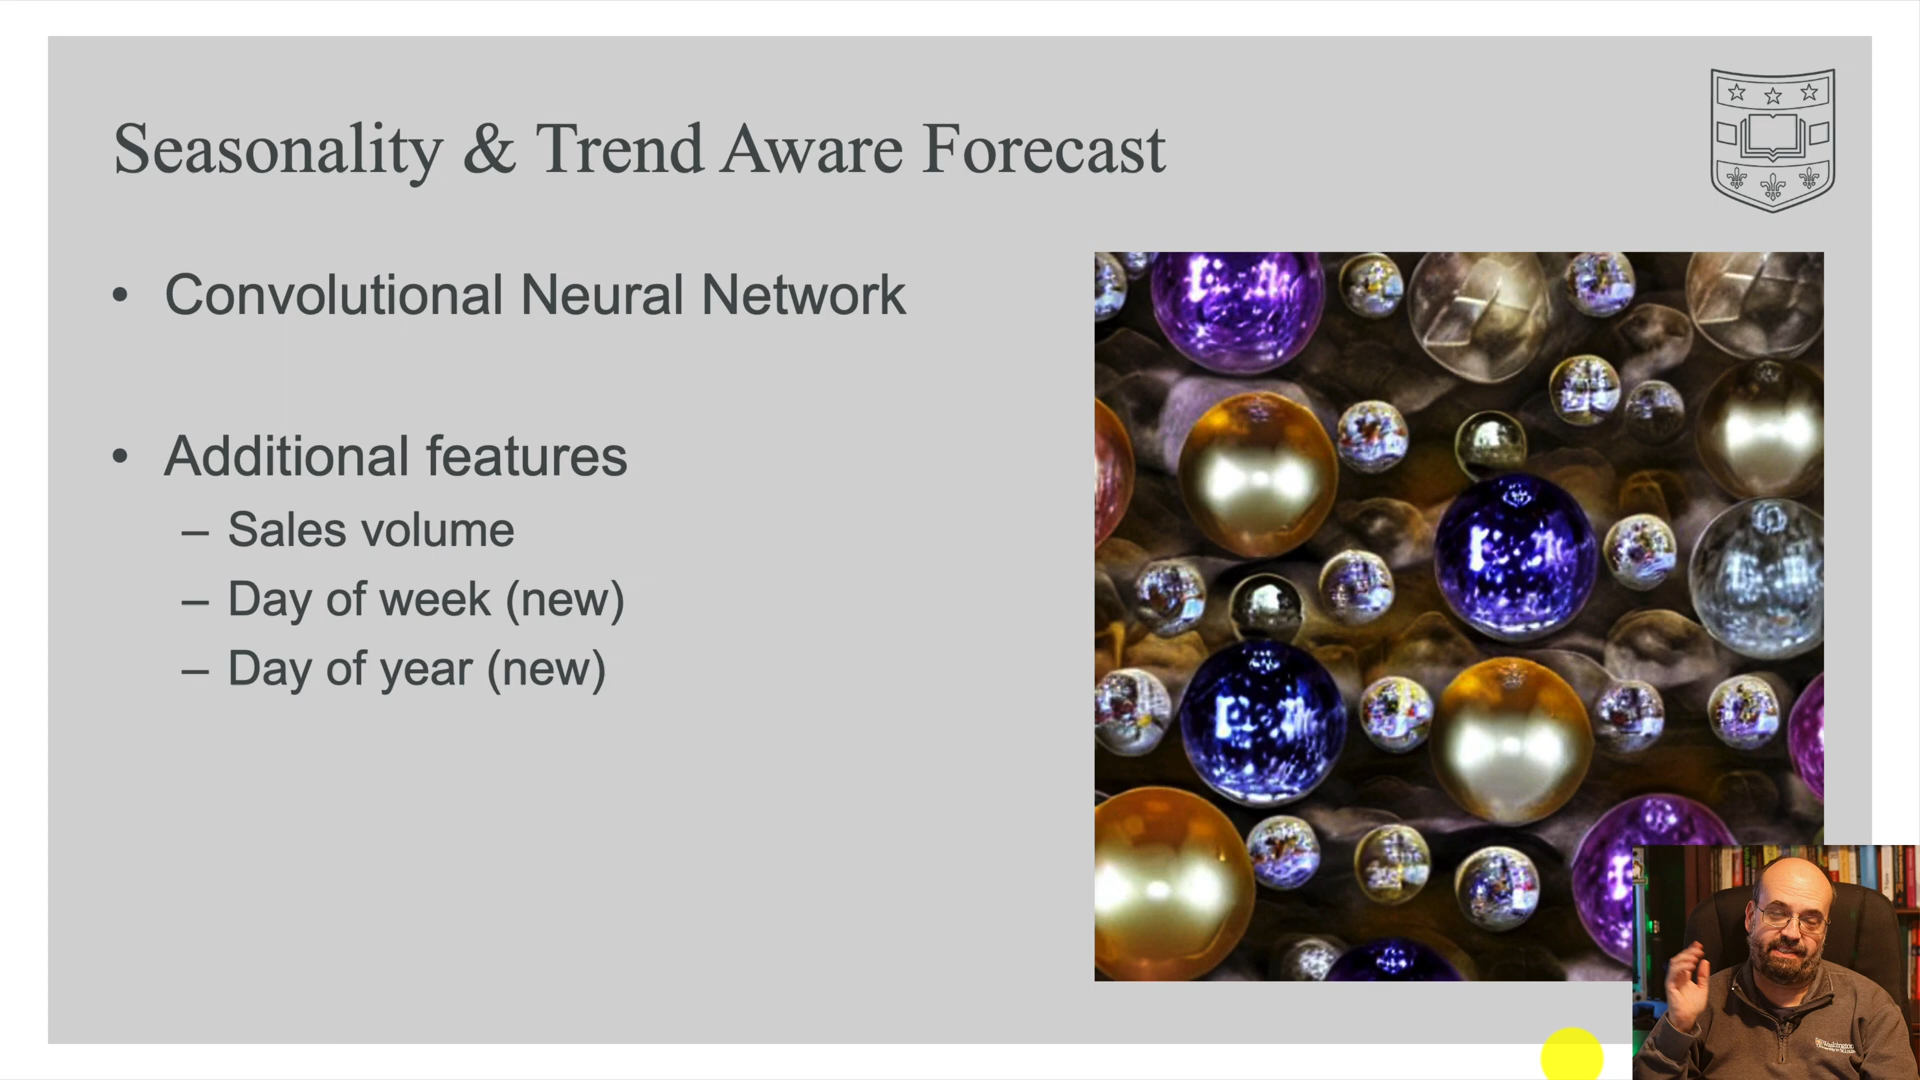 Seasonality & Trend Aware Forecast
• Convolutional Neural Network
• Additional features
– Sales volume
– Day of week (new)
– Day of year (new)
Washington